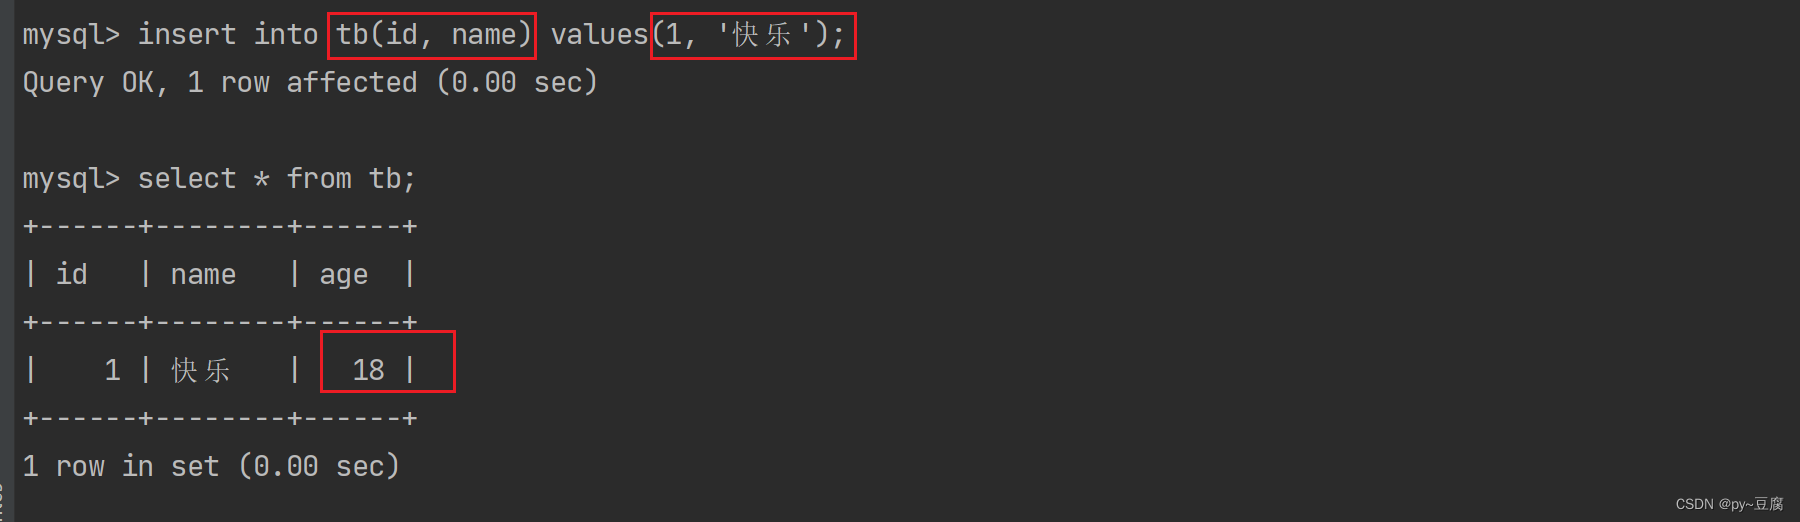 mysql> insert into tb(id, name) values(1, '快乐');
Query OK, 1 row affected (0.00 sec)
mysql> select * from tb;
+------+--------+------+
| id   | name   | age  |
+------+--------+------+
|    1 | 快乐   |   18 |
+------+--------+------+
1 row in set (0.00 sec)
CSDN @py~豆腐